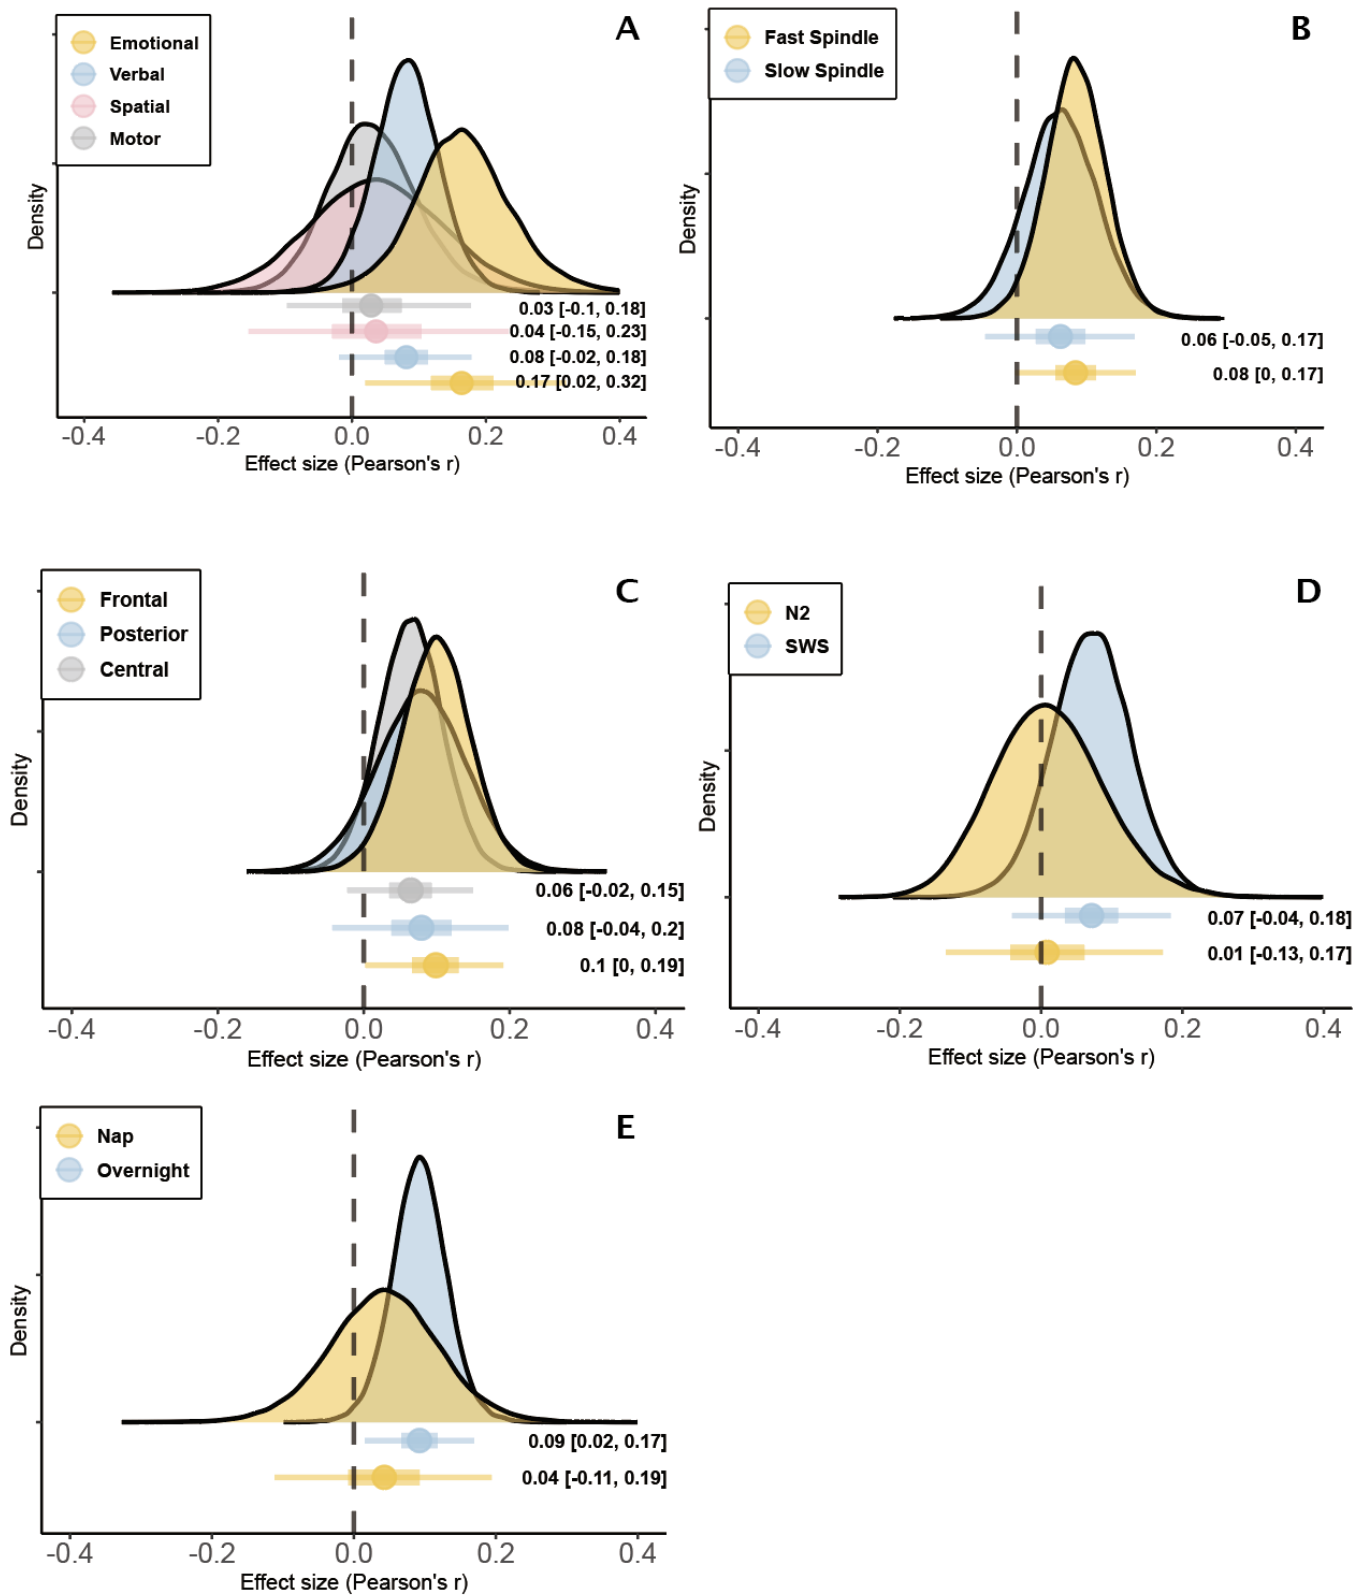 A
Emotional
Verbal
Spatial
Motor
Density
0.03 [-0.1, 0.18]
0.04 [-0.15, 0.23]
0.08 [-0.02, 0.18]
0.17 [0.02, 0.32]
-0.4 -0.2 0.0 0.2 0.4
Effect size (Pearson's r)
B
Fast Spindle
Slow Spindle
Density
0.06 [-0.05, 0.17]
0.08 [0, 0.17]
-0.4 -0.2 0.0 0.2 0.4
Effect size (Pearson's r)
C
Frontal
Posterior
Central
Density
0.06 [-0.02, 0.15]
0.08 [-0.04, 0.2]
0.1 [0, 0.19]
-0.4 -0.2 0.0 0.2 0.4
Effect size (Pearson's r)
D
N2
SWS
Density
0.07 [-0.04, 0.18]
0.01 [-0.13, 0.17]
-0.4 -0.2 0.0 0.2 0.4
Effect size (Pearson's r)
E
Nap
Overnight
Density
0.09 [0.02, 0.17]
0.04 [-0.11, 0.19]
-0.4 -0.2 0.0 0.2 0.4
Effect size (Pearson's r)